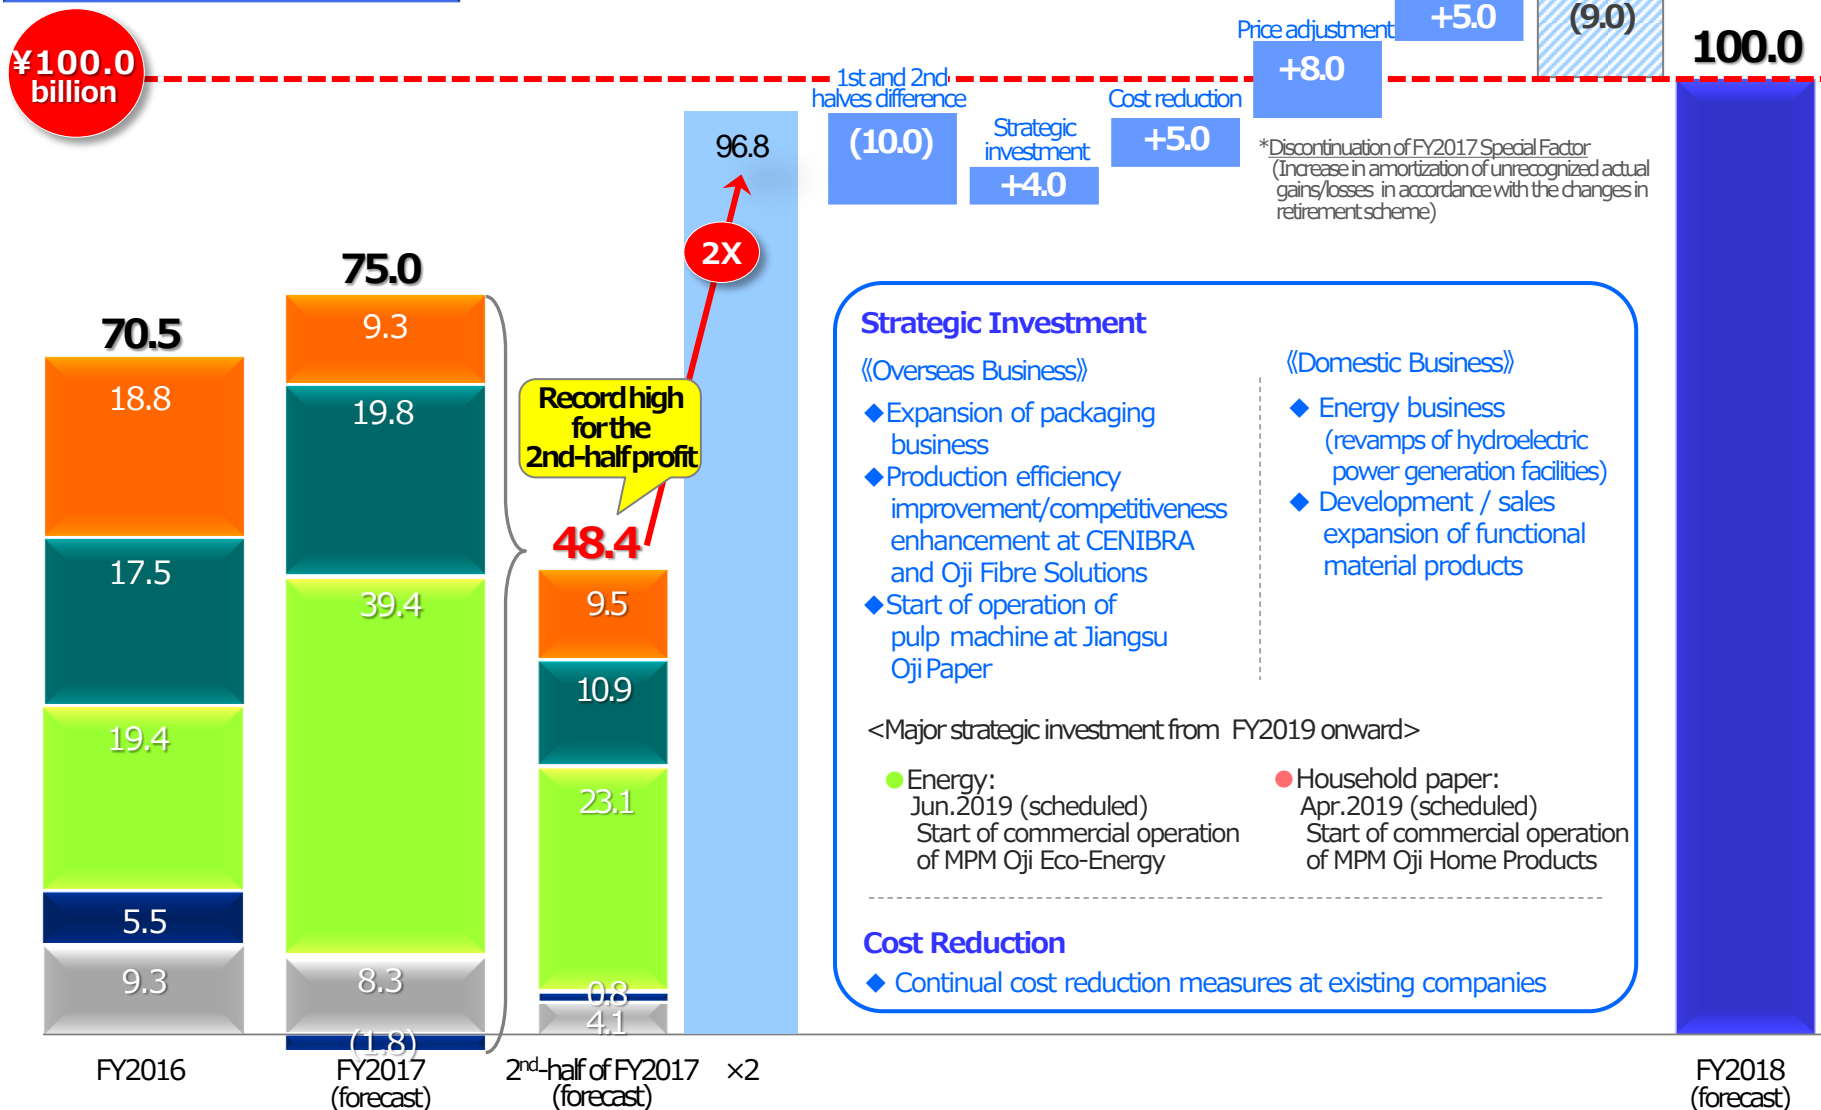 ¥100.0
billion
70.5
18.8
17.5
19.4
5.5
9.3
FY2016
75.0
9.3
19.8
39.4
8.3
(1.8)
FY2017
(forecast)
Record high
for the
2nd-half profit
48.4
9.5
10.9
23.1
0.8
4.1
2nd-half of FY2017
(forecast)
2X
96.8
×2
1st and 2nd
halves difference
(10.0)
Strategic
investment
+4.0
Cost reduction
+5.0
Price adjustment
+8.0
+5.0
(9.0)
*Discontinuation of FY2017 Special Factor
(Increase in amortization of unrecognized actual
gains/losses in accordance with the changes in
retirement scheme)
100.0
FY2018
(forecast)
Strategic Investment
《Overseas Business》
◆Expansion of packaging
business
◆Production efficiency
improvement/competitiveness
enhancement at CENIBRA
and Oji Fibre Solutions
◆Start of operation of
pulp machine at Jiangsu
Oji Paper
《Domestic Business》
◆ Energy business
(revamps of hydroelectric
power generation facilities)
◆ Development / sales
expansion of functional
material products
<Major strategic investment from FY2019 onward>
●Energy:
Jun.2019 (scheduled)
Start of commercial operation
of MPM Oji Eco-Energy
●Household paper:
Apr.2019 (scheduled)
Start of commercial operation
of MPM Oji Home Products
Cost Reduction
◆ Continual cost reduction measures at existing companies